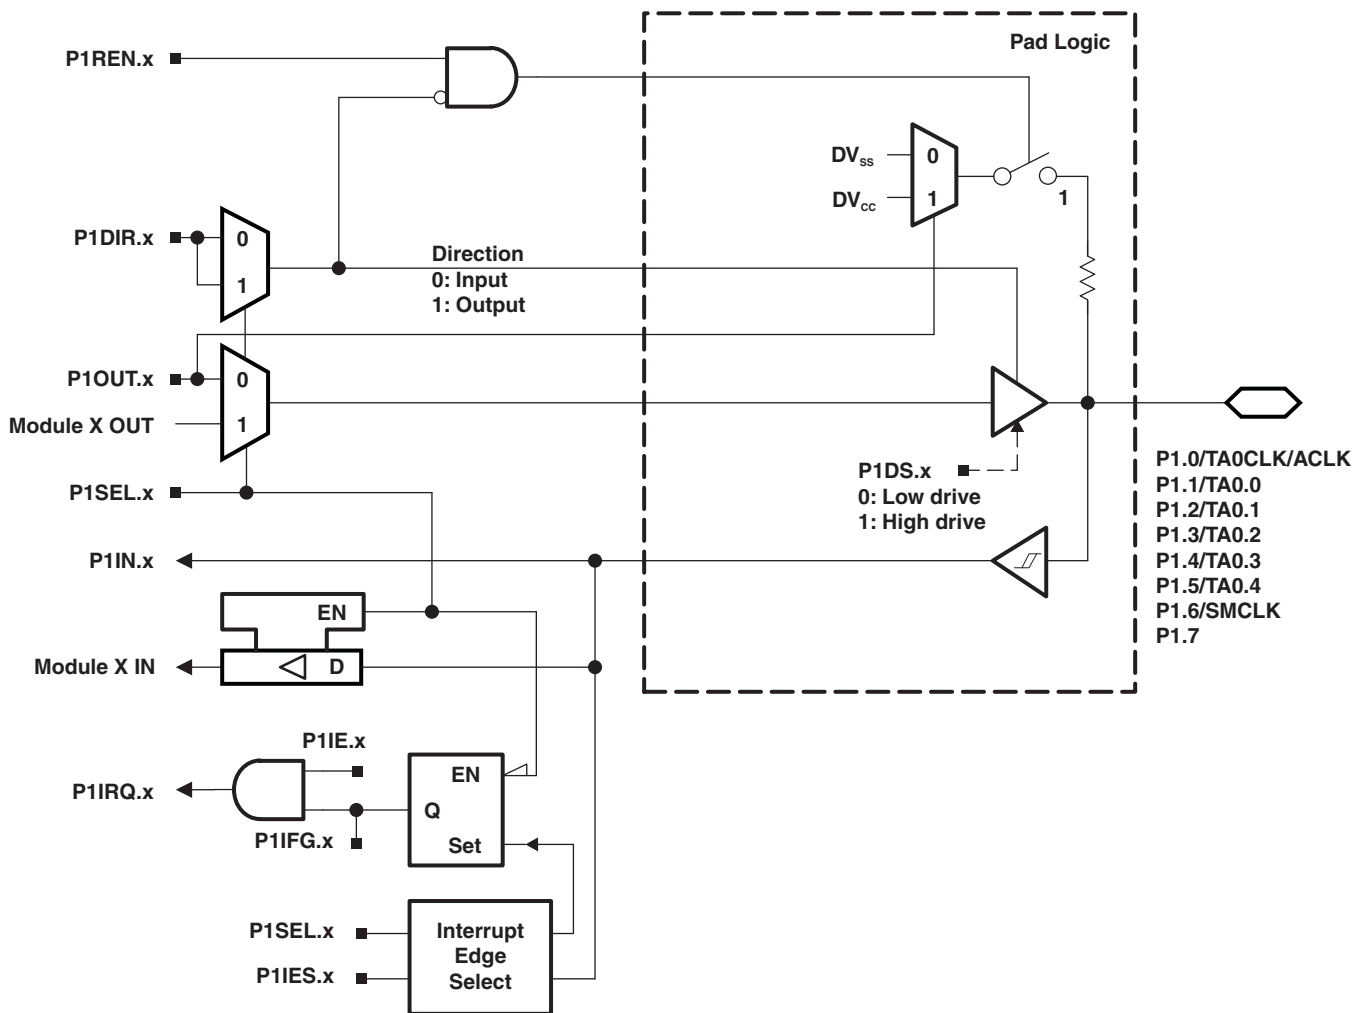 Pad Logic
P1REN.x
DVSS
0
DVCC
1
1
P1DIR.x
0
1
Direction
0: Input
1: Output
P1OUT.x
0
Module X OUT
1
P1DS.x
0: Low drive
1: High drive
P1SEL.x
P1.0/TA0CLK/ACLK
P1.1/TA0.0
P1.2/TA0.1
P1.3/TA0.2
P1.4/TA0.3
P1.5/TA0.4
P1.6/SMCLK
P1.7
P1IN.x
EN
Module X IN
D
P1IE.x
P1IRQ.x
EN
Q
P1IFG.x
Set
P1SEL.x
P1IES.x
Interrupt
Edge
Select